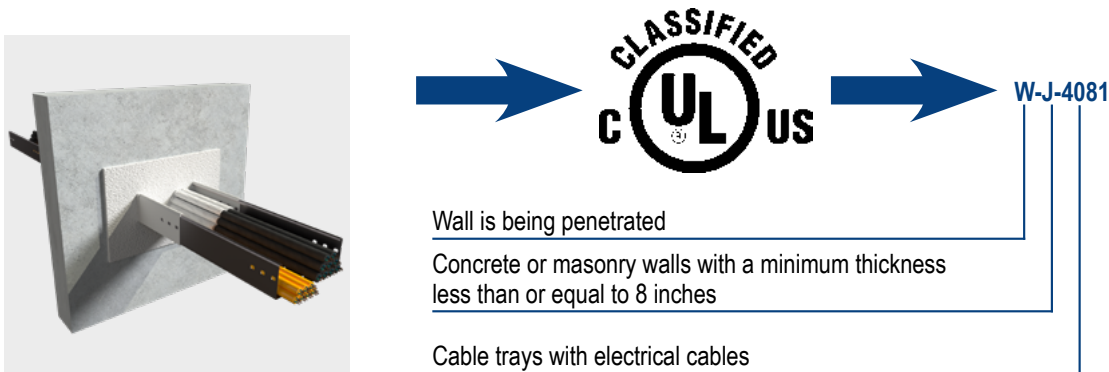 CLASSIFIED
C UL US
W-J-4081
Wall is being penetrated
Concrete or masonry walls with a minimum thickness
less than or equal to 8 inches
Cable trays with electrical cables